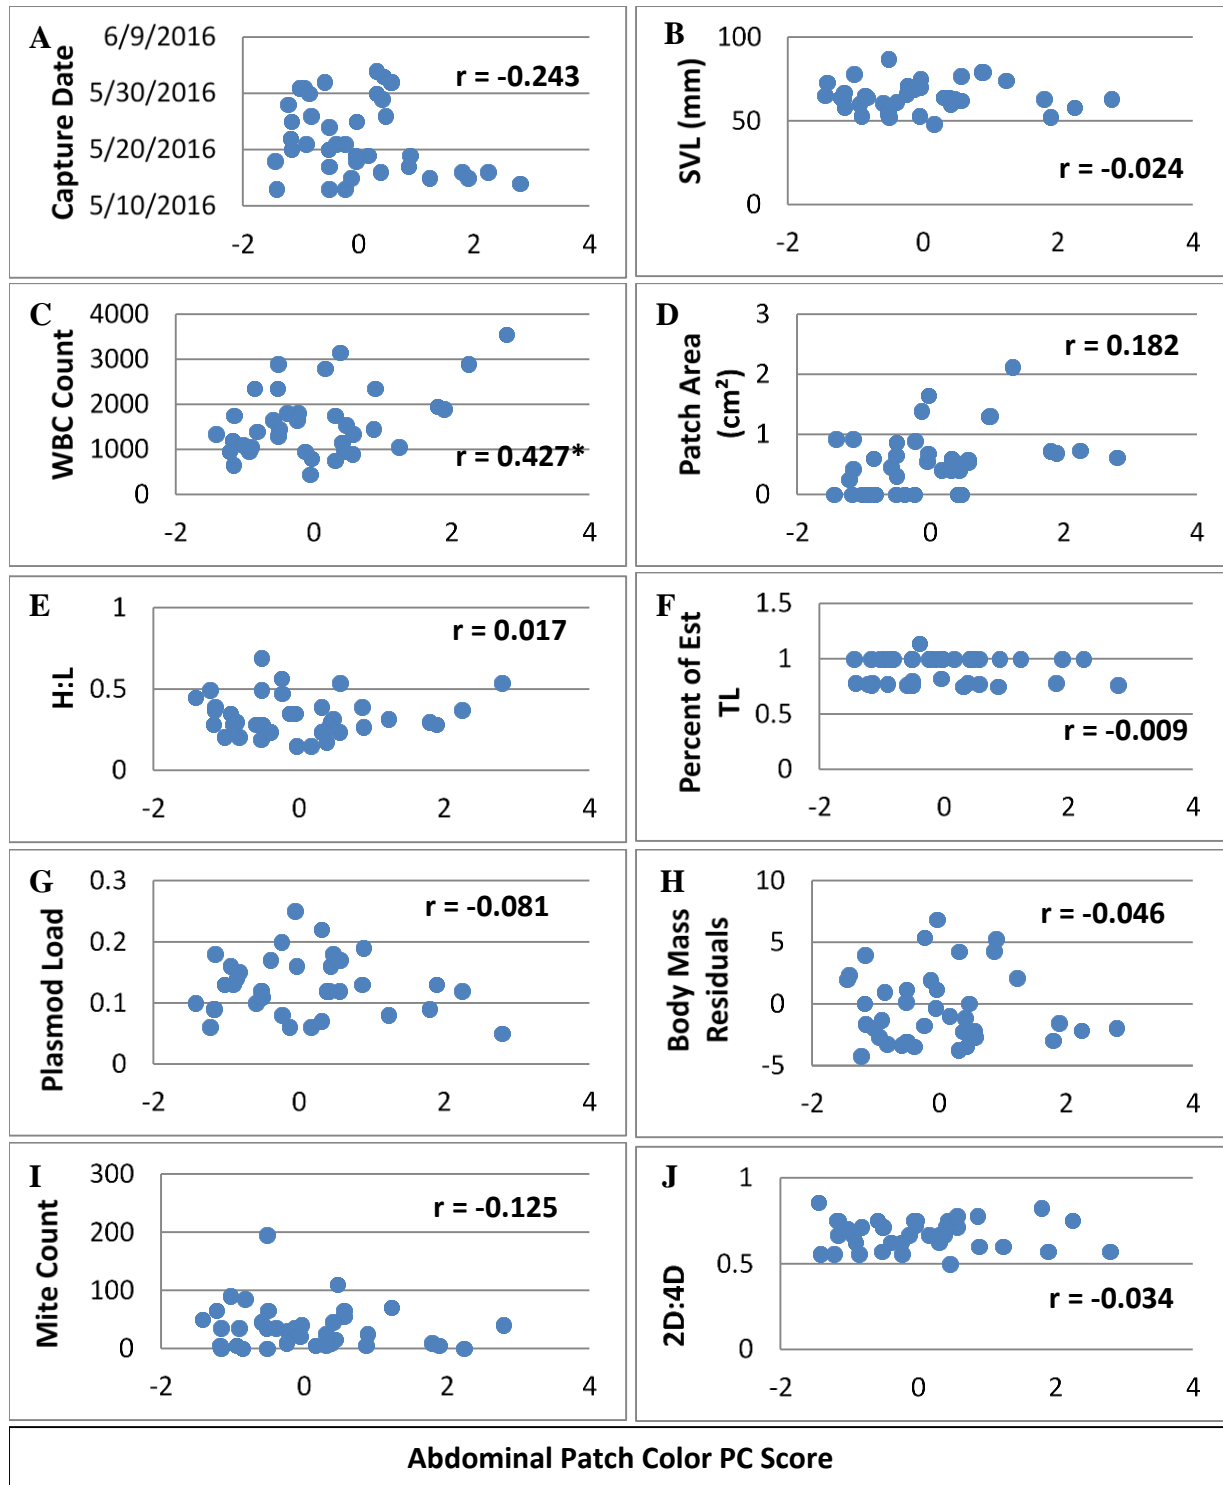 A
6/9/2016
5/30/2016
5/20/2016
5/10/2016
Capture Date
r = -0.243
-2 0 2 4
B
100
50
0
SVL (mm)
r = -0.024
-2 0 2 4
C
4000
3000
2000
1000
0
WBC Count
r = 0.427*
-2 0 2 4
D
3
2
1
0
Patch Area
(cm²)
r = 0.182
-2 0 2 4
E
1
0.5
0
H:L
r = 0.017
-2 0 2 4
F
1.5
1
0.5
0
Percent of Est
TL
r = -0.009
-2 0 2 4
G
0.3
0.2
0.1
0
Plasmod Load
r = -0.081
-2 0 2 4
H
10
5
0
-5
Body Mass
Residuals
r = -0.046
-2 0 2 4
I
300
200
100
0
Mite Count
r = -0.125
-2 0 2 4
J
1
0.5
0
2D:4D
r = -0.034
-2 0 2 4
Abdominal Patch Color PC Score